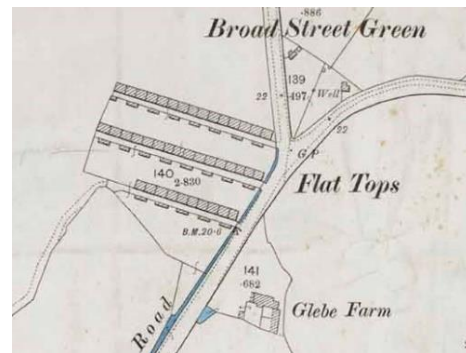 ·886
Broad Street Green
139
·497
Well
22
22
G.P.
140
2·830
Flat Tops
B.M.20·6
141
·682
Glebe Farm
Road